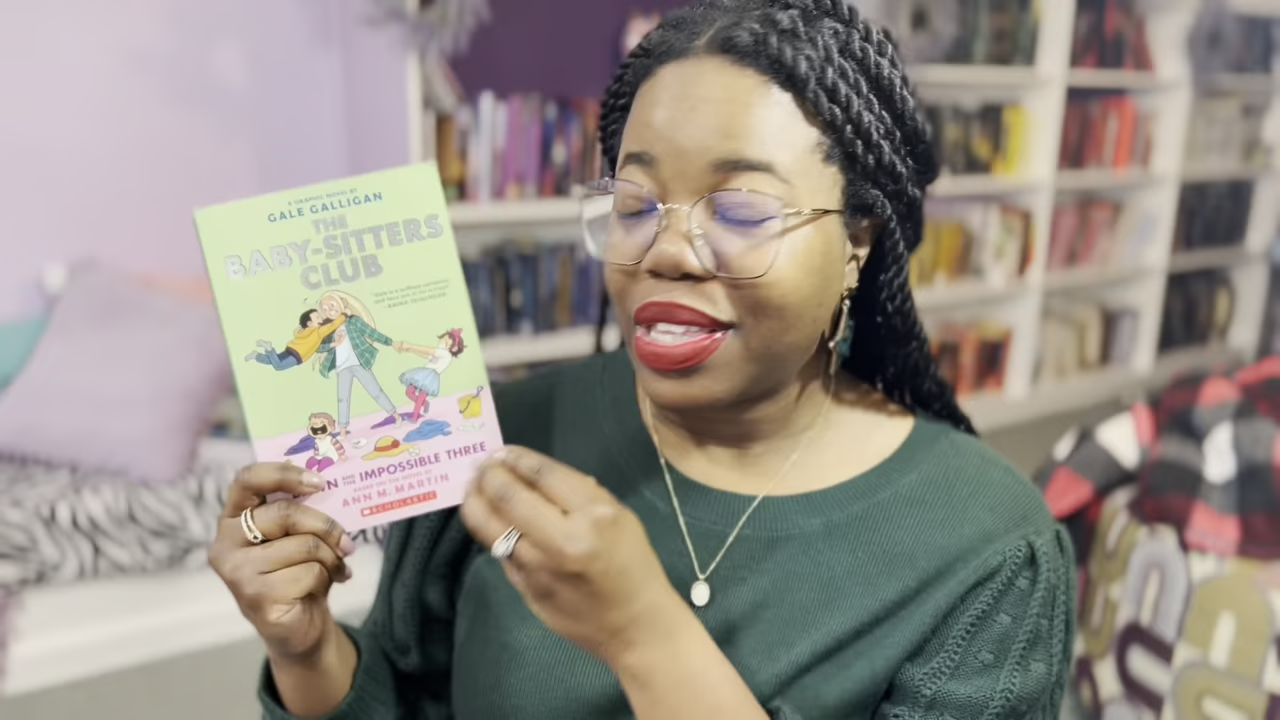 A GRAPHIC NOVEL BY
GALE GALLIGAN
THE
BABY-SITTERS
CLUB
AND THE IMPOSSIBLE THREE
BASED ON THE NOVEL BY
ANN M. MARTIN
SCHOLASTIC